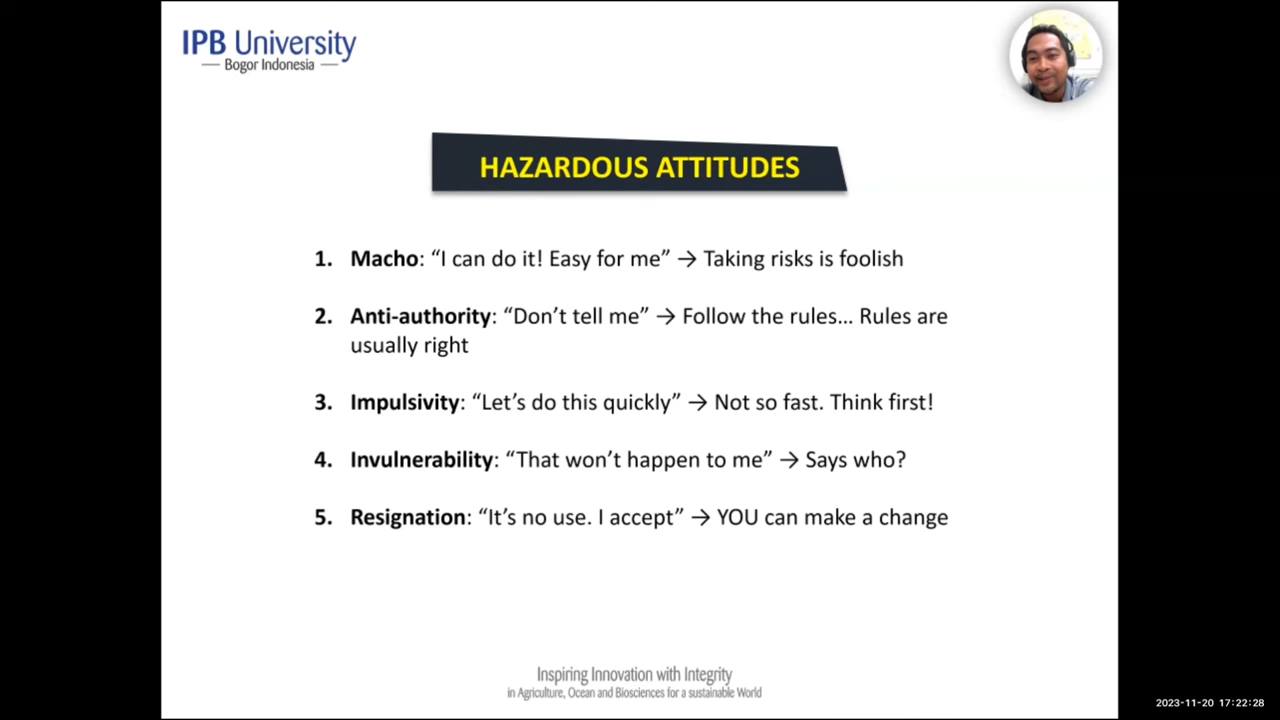 IPB University
Bogor Indonesia
HAZARDOUS ATTITUDES
1. Macho: “I can do it! Easy for me” → Taking risks is foolish
2. Anti-authority: “Don’t tell me” → Follow the rules… Rules are
usually right
3. Impulsivity: “Let’s do this quickly” → Not so fast. Think first!
4. Invulnerability: “That won’t happen to me” → Says who?
5. Resignation: “It’s no use. I accept” → YOU can make a change
Inspiring Innovation with Integrity
in Agriculture, Ocean and Biosciences for a sustainable World
2023-11-20 17:22:28